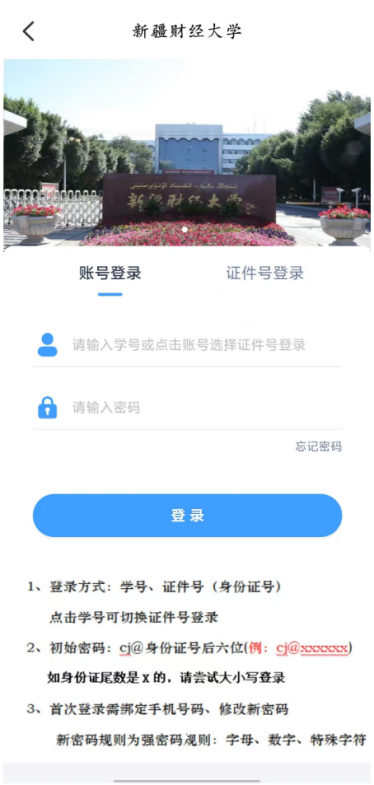 新疆财经大学
新疆财经大学
账号登录
证件号登录
请输入学号或点击账号选择证件号登录
请输入密码
忘记密码
登录
1、登录方式：学号、证件号（身份证号）
点击学号可切换证件号登录
2、初始密码：cj@身份证号后六位(例：cj@xxxxxx)
如身份证尾数是 x 的，请尝试大小写登录
3、首次登录需绑定手机号码、修改新密码
新密码规则为强密码规则：字母、数字、特殊字符